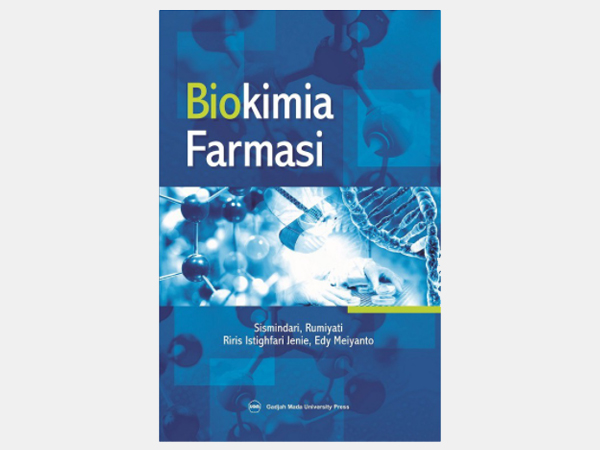 Biokimia
Farmasi
Sismindari, Rumiyati
Riris Istighfari Jenie, Edy Meiyanto
Gadjah Mada University Press